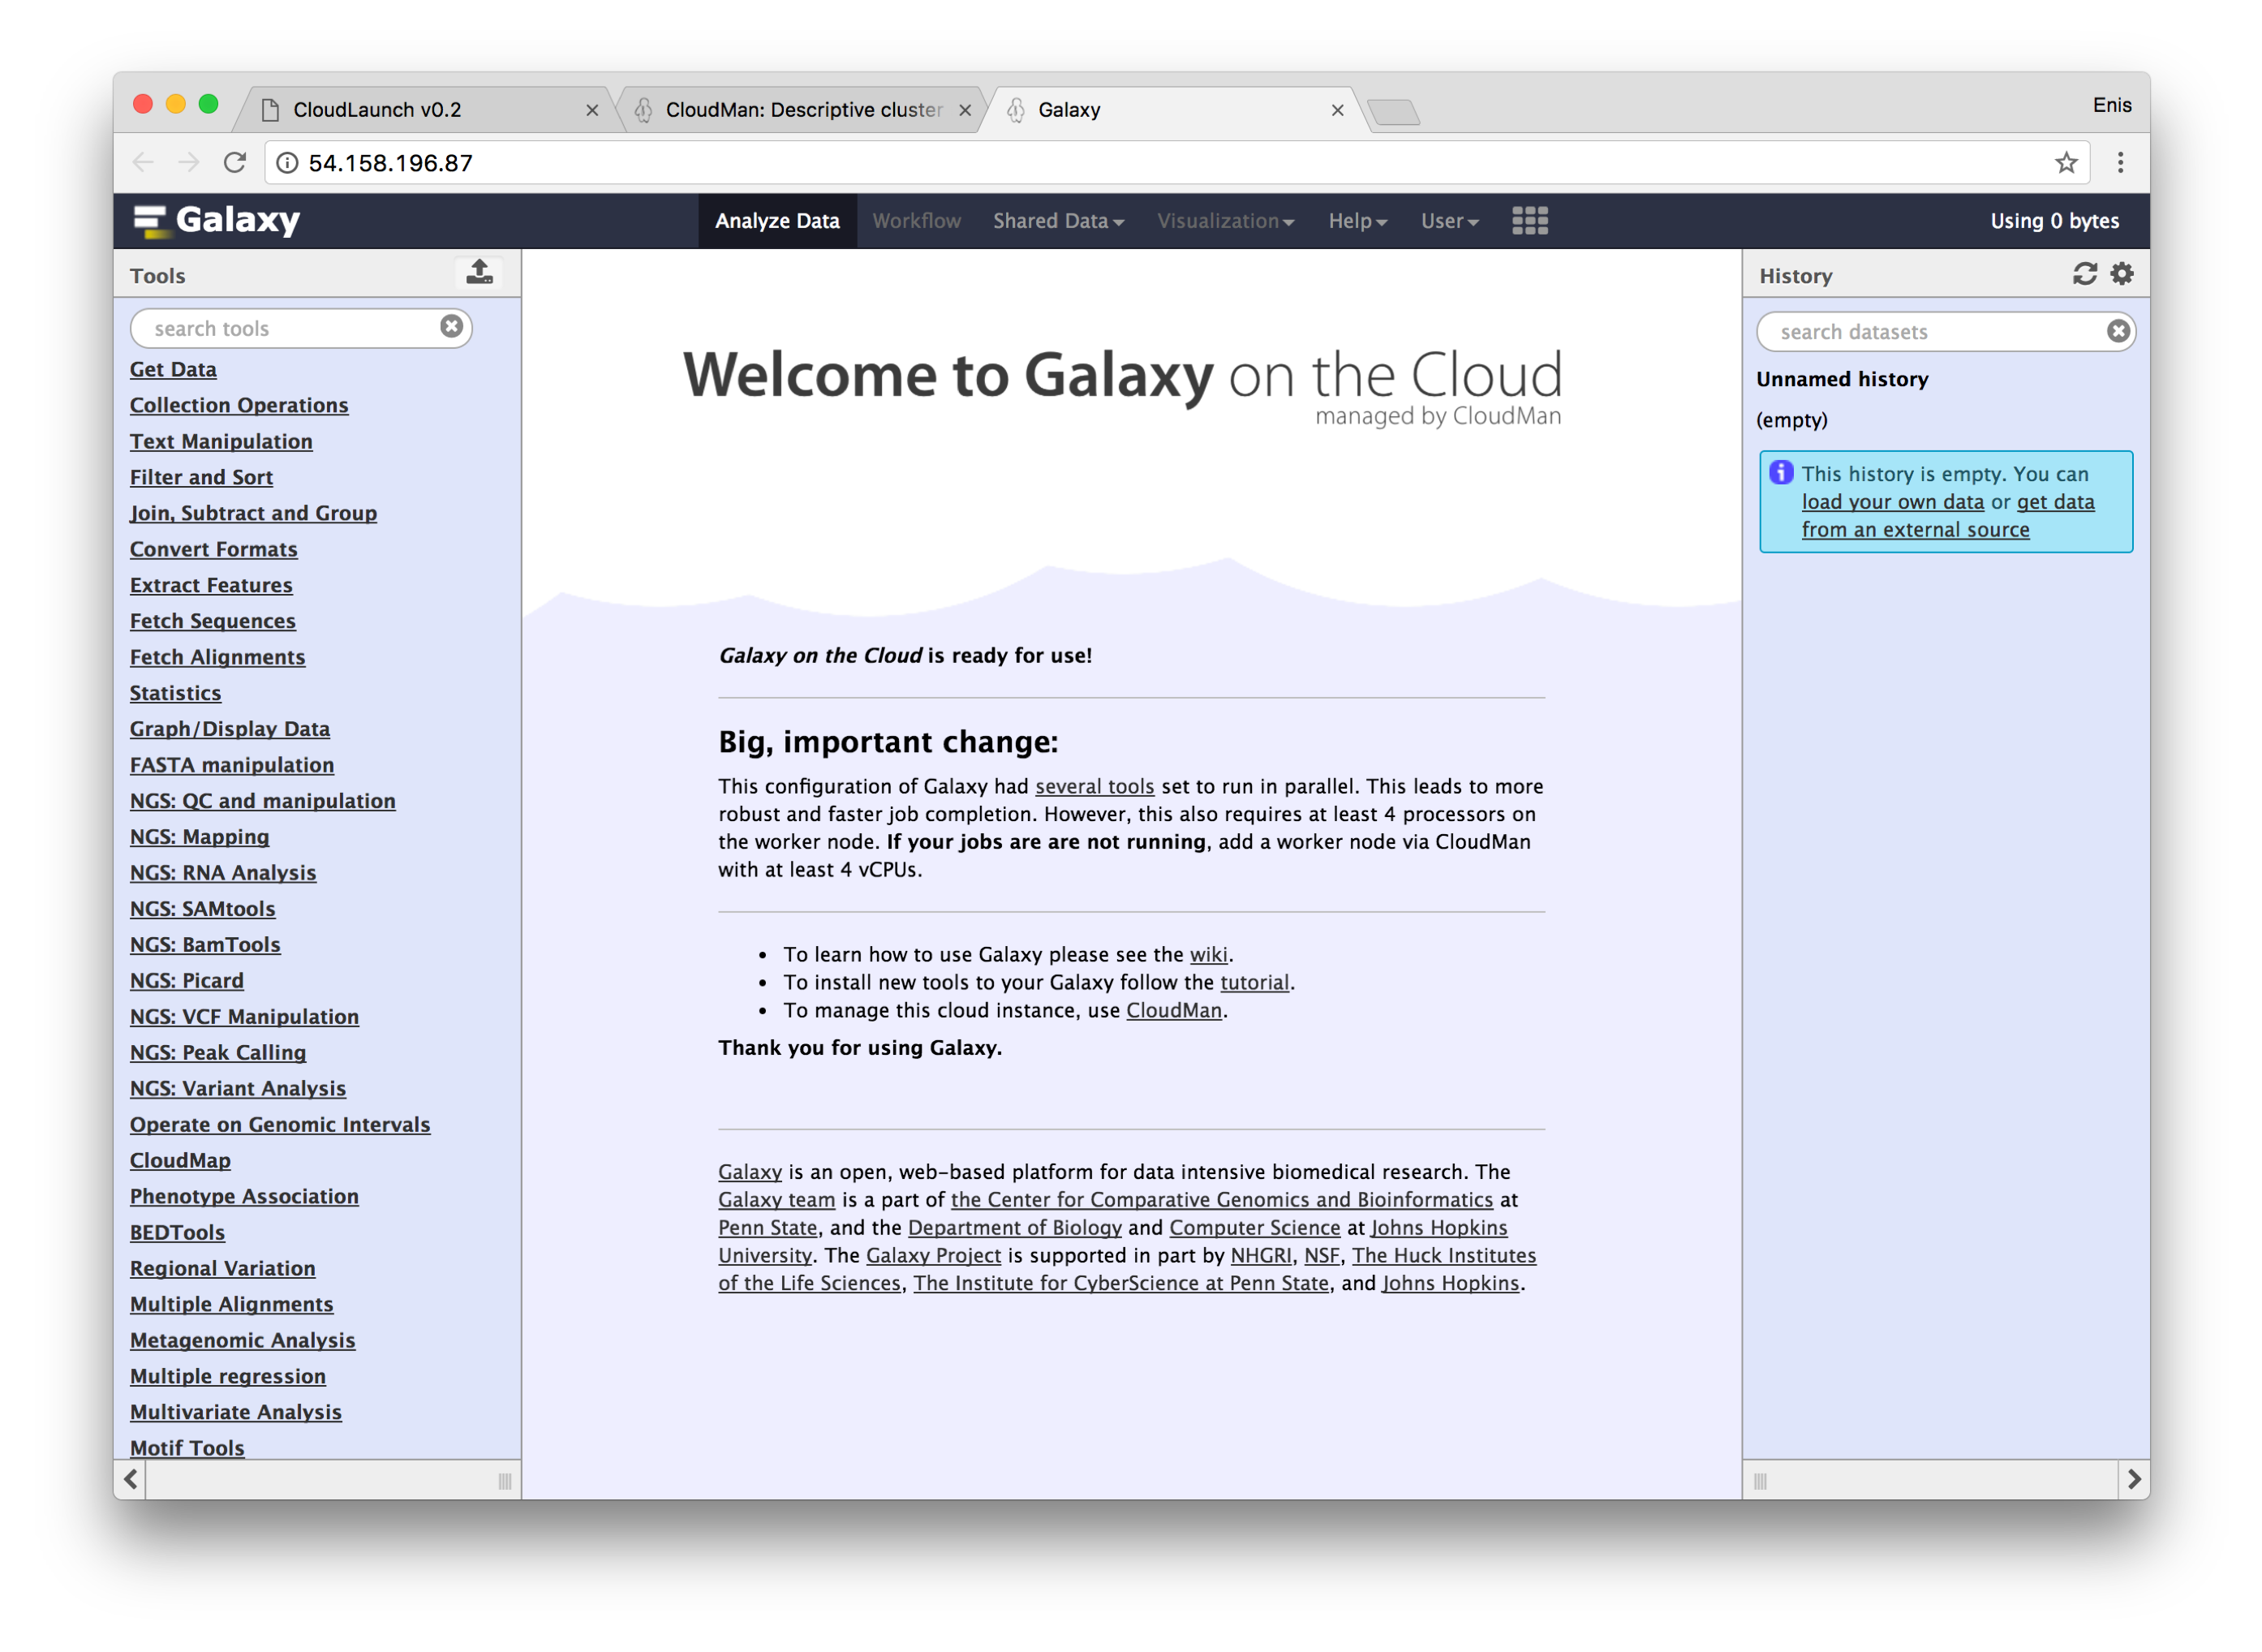 CloudLaunch v0.2
CloudMan: Descriptive cluster
Galaxy
Enis
54.158.196.87
Galaxy
Analyze Data
Workflow
Shared Data
Visualization
Help
User
Using 0 bytes
Tools
search tools
Get Data
Collection Operations
Text Manipulation
Filter and Sort
Join, Subtract and Group
Convert Formats
Extract Features
Fetch Sequences
Fetch Alignments
Statistics
Graph/Display Data
FASTA manipulation
NGS: QC and manipulation
NGS: Mapping
NGS: RNA Analysis
NGS: SAMtools
NGS: BamTools
NGS: Picard
NGS: VCF Manipulation
NGS: Peak Calling
NGS: Variant Analysis
Operate on Genomic Intervals
CloudMap
Phenotype Association
BEDTools
Regional Variation
Multiple Alignments
Metagenomic Analysis
Multiple regression
Multivariate Analysis
Motif Tools
Welcome to Galaxy on the Cloud
managed by CloudMan
Galaxy on the Cloud is ready for use!
Big, important change:
This configuration of Galaxy had several tools set to run in parallel. This leads to more
robust and faster job completion. However, this also requires at least 4 processors on
the worker node. If your jobs are are not running, add a worker node via CloudMan
with at least 4 vCPUs.
• To learn how to use Galaxy please see the wiki.
• To install new tools to your Galaxy follow the tutorial.
• To manage this cloud instance, use CloudMan.
Thank you for using Galaxy.
Galaxy is an open, web-based platform for data intensive biomedical research. The
Galaxy team is a part of the Center for Comparative Genomics and Bioinformatics at
Penn State, and the Department of Biology and Computer Science at Johns Hopkins
University. The Galaxy Project is supported in part by NHGRI, NSF, The Huck Institutes
of the Life Sciences, The Institute for CyberScience at Penn State, and Johns Hopkins.
History
search datasets
Unnamed history
(empty)
This history is empty. You can
load your own data or get data
from an external source